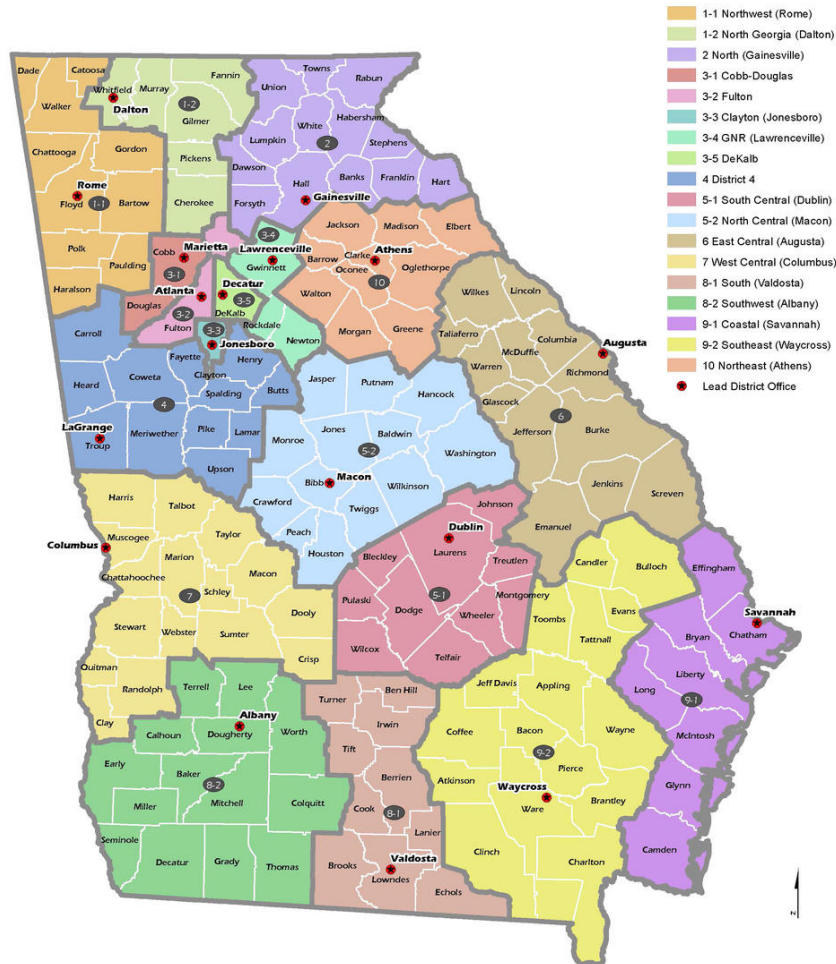 1-1 Northwest (Rome)
1-2 North Georgia (Dalton)
2 North (Gainesville)
3-1 Cobb-Douglas
3-2 Fulton
3-3 Clayton (Jonesboro)
3-4 GNR (Lawrenceville)
3-5 DeKalb
4 District 4
5-1 South Central (Dublin)
5-2 North Central (Macon)
6 East Central (Augusta)
7 West Central (Columbus)
8-1 South (Valdosta)
8-2 Southwest (Albany)
9-1 Coastal (Savannah)
9-2 Southeast (Waycross)
10 Northeast (Athens)
Lead District Office
Dade
Catoosa
Walker
Chattooga
Gordon
Rome
Floyd
1-1
Bartow
Polk
Paulding
Haralson
Whitfield
Murray
Fannin
Dalton
1-2
Gilmer
Pickens
Cherokee
Towns
Rabun
Union
White
Habersham
Lumpkin
2
Stephens
Dawson
Banks
Franklin
Hart
Hall
Forsyth
Gainesville
Cobb
Marietta
3-1
Douglas
Atlanta
3-2
Fulton
3-4
Lawrenceville
Gwinnett
Rockdale
Newton
Decatur
3-5
DeKalb
3-3
Jonesboro
Clayton
Jackson
Madison
Elbert
Barrow
Clarke
Athens
Oconee
Oglethorpe
10
Walton
Morgan
Greene
Carroll
Fayette
Henry
Heard
Coweta
Spalding
Butts
4
LaGrange
Troup
Meriwether
Pike
Lamar
Upson
Jasper
Putnam
Hancock
Monroe
Jones
Baldwin
5-2
Washington
Bibb
Macon
Wilkinson
Crawford
Twiggs
Peach
Houston
Wilkes
Lincoln
Taliaferro
Columbia
McDuffie
Augusta
Warren
Richmond
Glascock
Jefferson
6
Burke
Jenkins
Screven
Emanuel
Harris
Talbot
Muscogee
Taylor
Columbus
Marion
Chattahoochee
Macon
7
Schley
Dooly
Stewart
Webster
Sumter
Crisp
Quitman
Randolph
Clay
Johnson
Dublin
Laurens
Bleckley
Treutlen
Pulaski
Dodge
5-1
Montgomery
Wheeler
Wilcox
Telfair
Candler
Bulloch
Toombs
Evans
Tattnall
Jeff Davis
Appling
Coffee
Bacon
Wayne
9-2
Pierce
Atkinson
Waycross
Ware
Brantley
Clinch
Charlton
Effingham
Savannah
Bryan
Chatham
Liberty
Long
9-1
McIntosh
Glynn
Camden
Terrell
Lee
Albany
Calhoun
Dougherty
Worth
Early
Baker
8-2
Mitchell
Miller
Colquitt
Seminole
Decatur
Grady
Thomas
Turner
Ben Hill
Irwin
Tift
Berrien
Cook
8-1
Lanier
Brooks
Valdosta
Lowndes
Echols
N